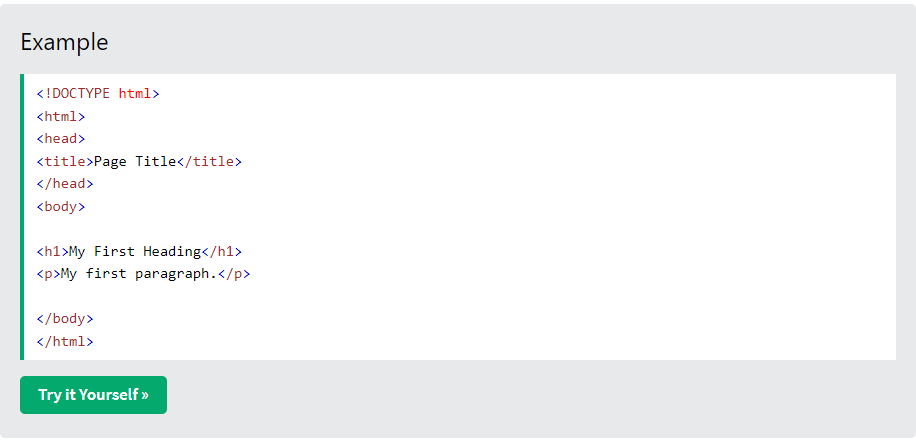 Example
<!DOCTYPE html>
<html>
<head>
<title>Page Title</title>
</head>
<body>
<h1>My First Heading</h1>
<p>My first paragraph.</p>
</body>
</html>
Try it Yourself »